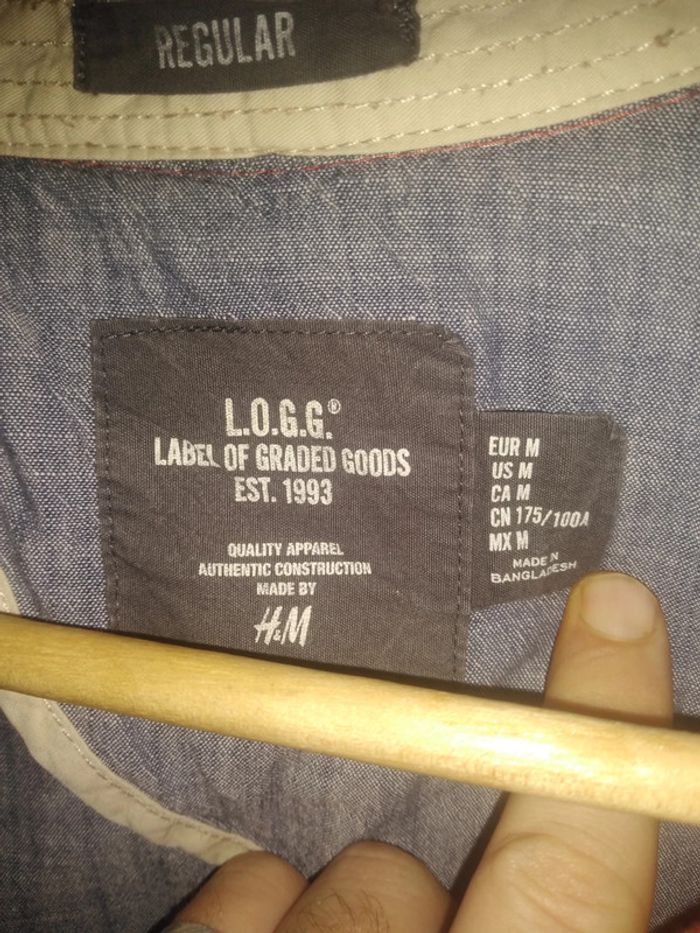 REGULAR
L.O.G.G.®
LABEL OF GRADED GOODS
EST. 1993
QUALITY APPAREL
AUTHENTIC CONSTRUCTION
MADE BY
H&M
EUR M
US M
CA M
CN 175/100A
MX M
MADE IN
BANGLADESH